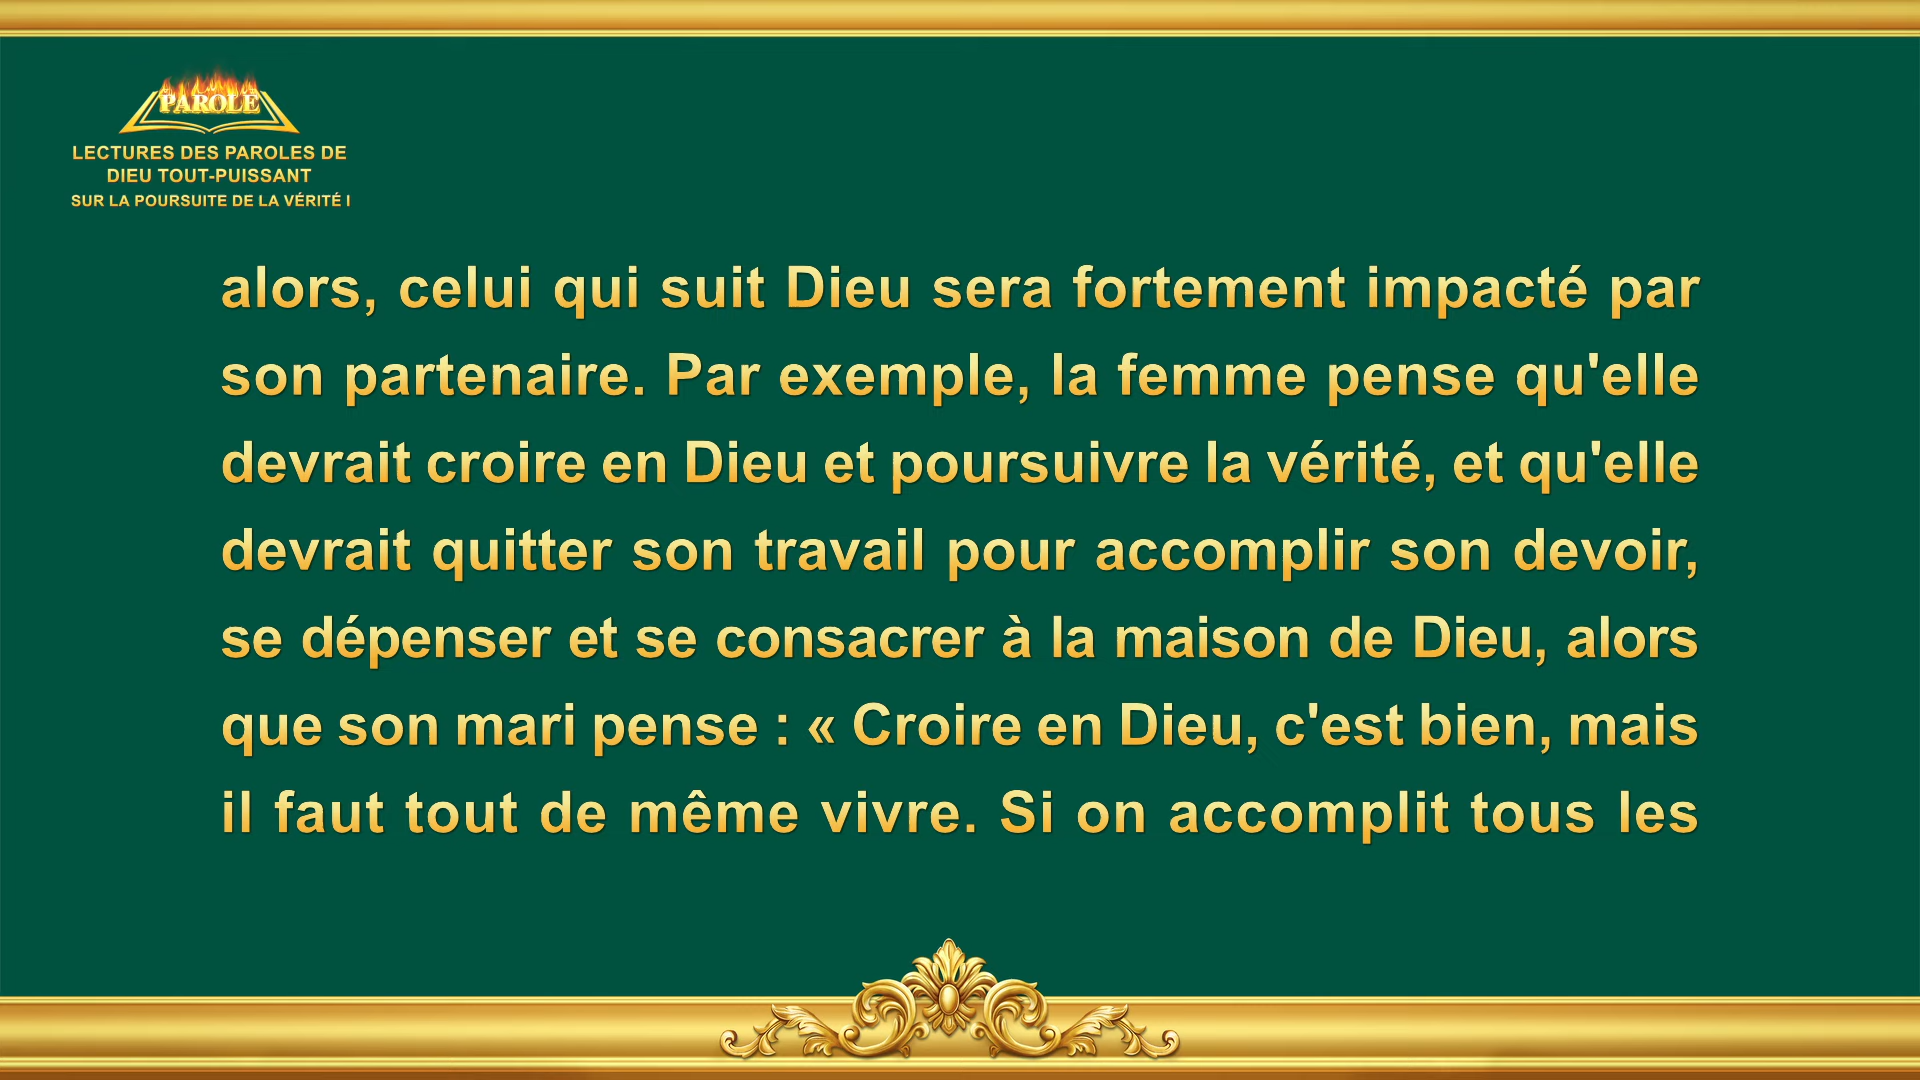 PAROLE
LECTURES DES PAROLES DE
DIEU TOUT-PUISSANT
SUR LA POURSUITE DE LA VÉRITÉ I
alors, celui qui suit Dieu sera fortement impacté par
son partenaire. Par exemple, la femme pense qu'elle
devrait croire en Dieu et poursuivre la vérité, et qu'elle
devrait quitter son travail pour accomplir son devoir,
se dépenser et se consacrer à la maison de Dieu, alors
que son mari pense : « Croire en Dieu, c'est bien, mais
il faut tout de même vivre. Si on accomplit tous les